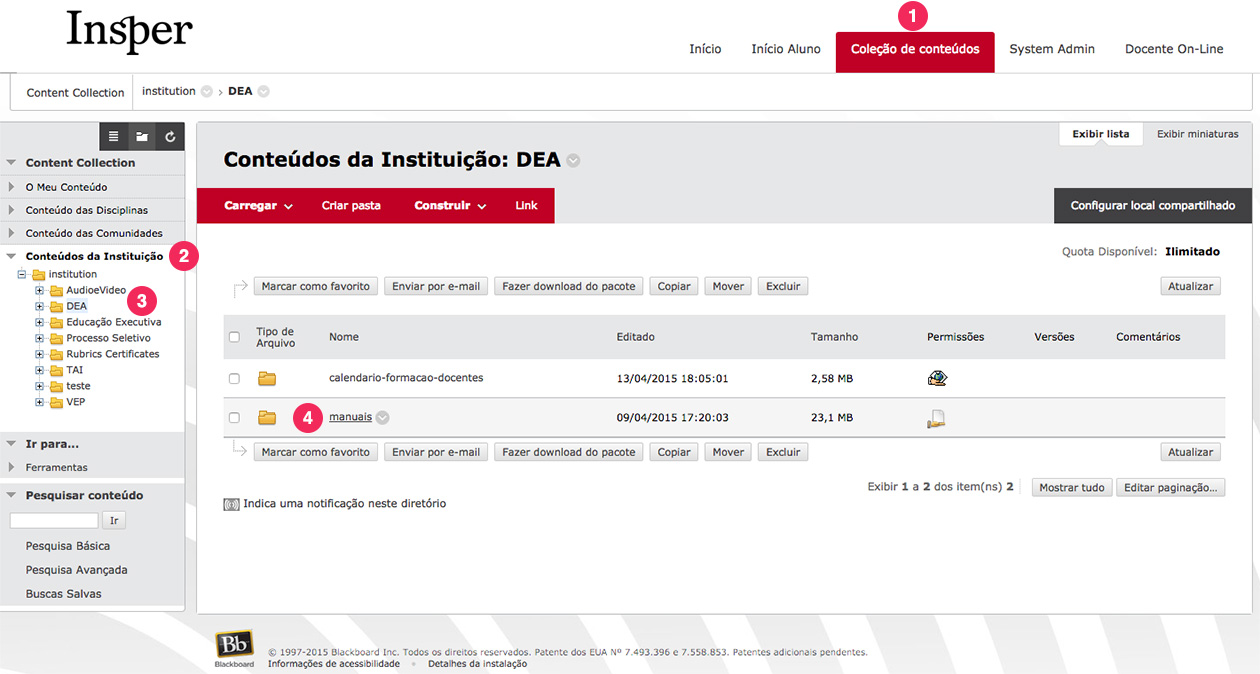 Insper
1
Início Início Aluno Coleção de conteúdos System Admin Docente On-Line
Content Collection institution > DEA
Content Collection
O Meu Conteúdo
Conteúdo das Disciplinas
Conteúdo das Comunidades
Conteúdos da Instituição 2
institution
AudioeVideo
DEA 3
Educação Executiva
Processo Seletivo
Rubrics Certificates
TAI
teste
VEP
Ir para...
Ferramentas
Pesquisar conteúdo
Ir
Pesquisa Básica
Pesquisa Avançada
Buscas Salvas
Exibir lista Exibir miniaturas
Conteúdos da Instituição: DEA
Carregar Criar pasta Construir Link Configurar local compartilhado
Quota Disponível: Ilimitado
Marcar como favorito Enviar por e-mail Fazer download do pacote Copiar Mover Excluir Atualizar
Tipo de Arquivo Nome Editado Tamanho Permissões Versões Comentários
calendario-formacao-docentes 13/04/2015 18:05:01 2,58 MB
4 manuais 09/04/2015 17:20:03 23,1 MB
Marcar como favorito Enviar por e-mail Fazer download do pacote Copiar Mover Excluir Atualizar
Exibir 1 a 2 dos item(ns) 2 Mostrar tudo Editar paginação...
Indica uma notificação neste diretório
Bb
Blackboard
© 1997-2015 Blackboard Inc. Todos os direitos reservados. Patente dos EUA Nº 7.493.396 e 7.558.853. Patentes adicionais pendentes.
Informações de acessibilidade • Detalhes da instalação